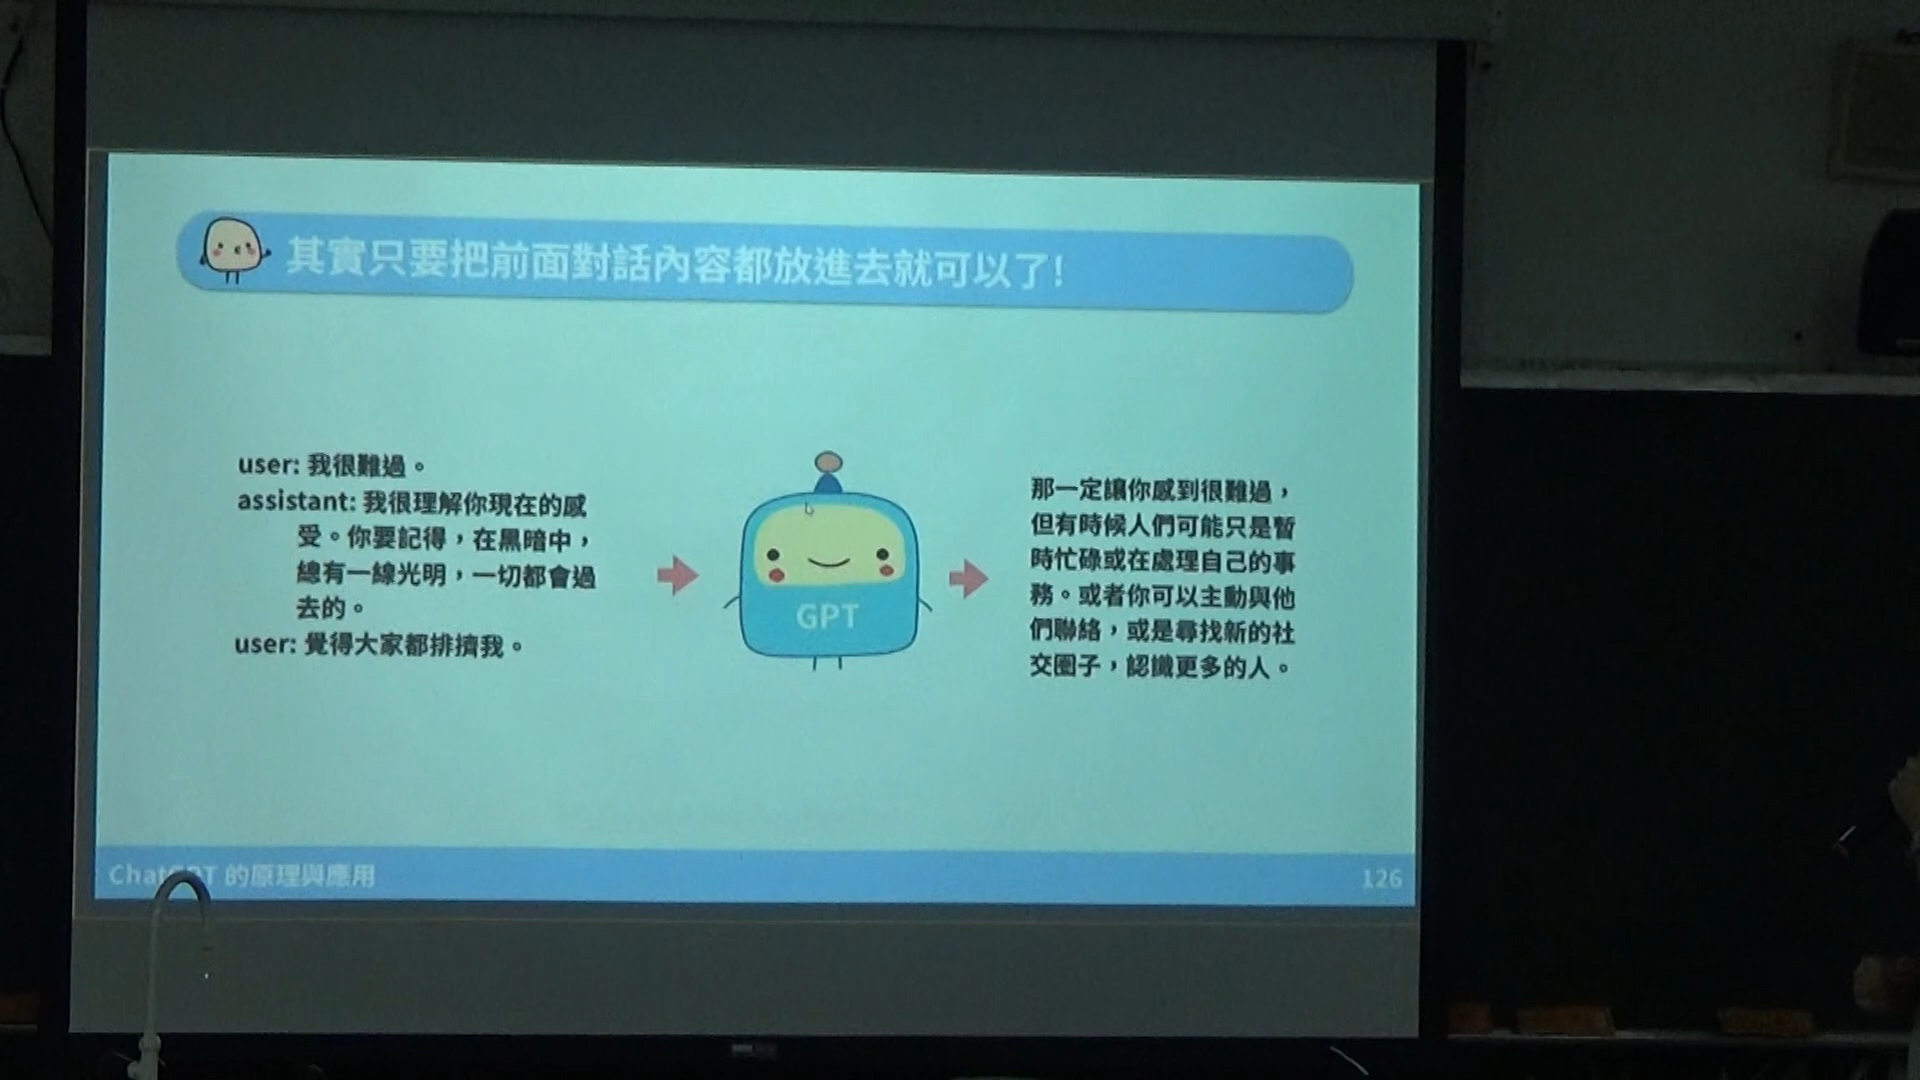 其實只要把前面對話內容都放進去就可以了!
user: 我很難過。
assistant: 我很理解你現在的感
受。你要記得，在黑暗中，
總有一線光明，一切都會過
去的。
user: 覺得大家都排擠我。
GPT
那一定讓你感到很難過，
但有時候人們可能只是暫
時忙碌或在處理自己的事
務。或者你可以主動與他
們聯絡，或是尋找新的社
交圈子，認識更多的人。
ChatGPT 的原理與應用
126